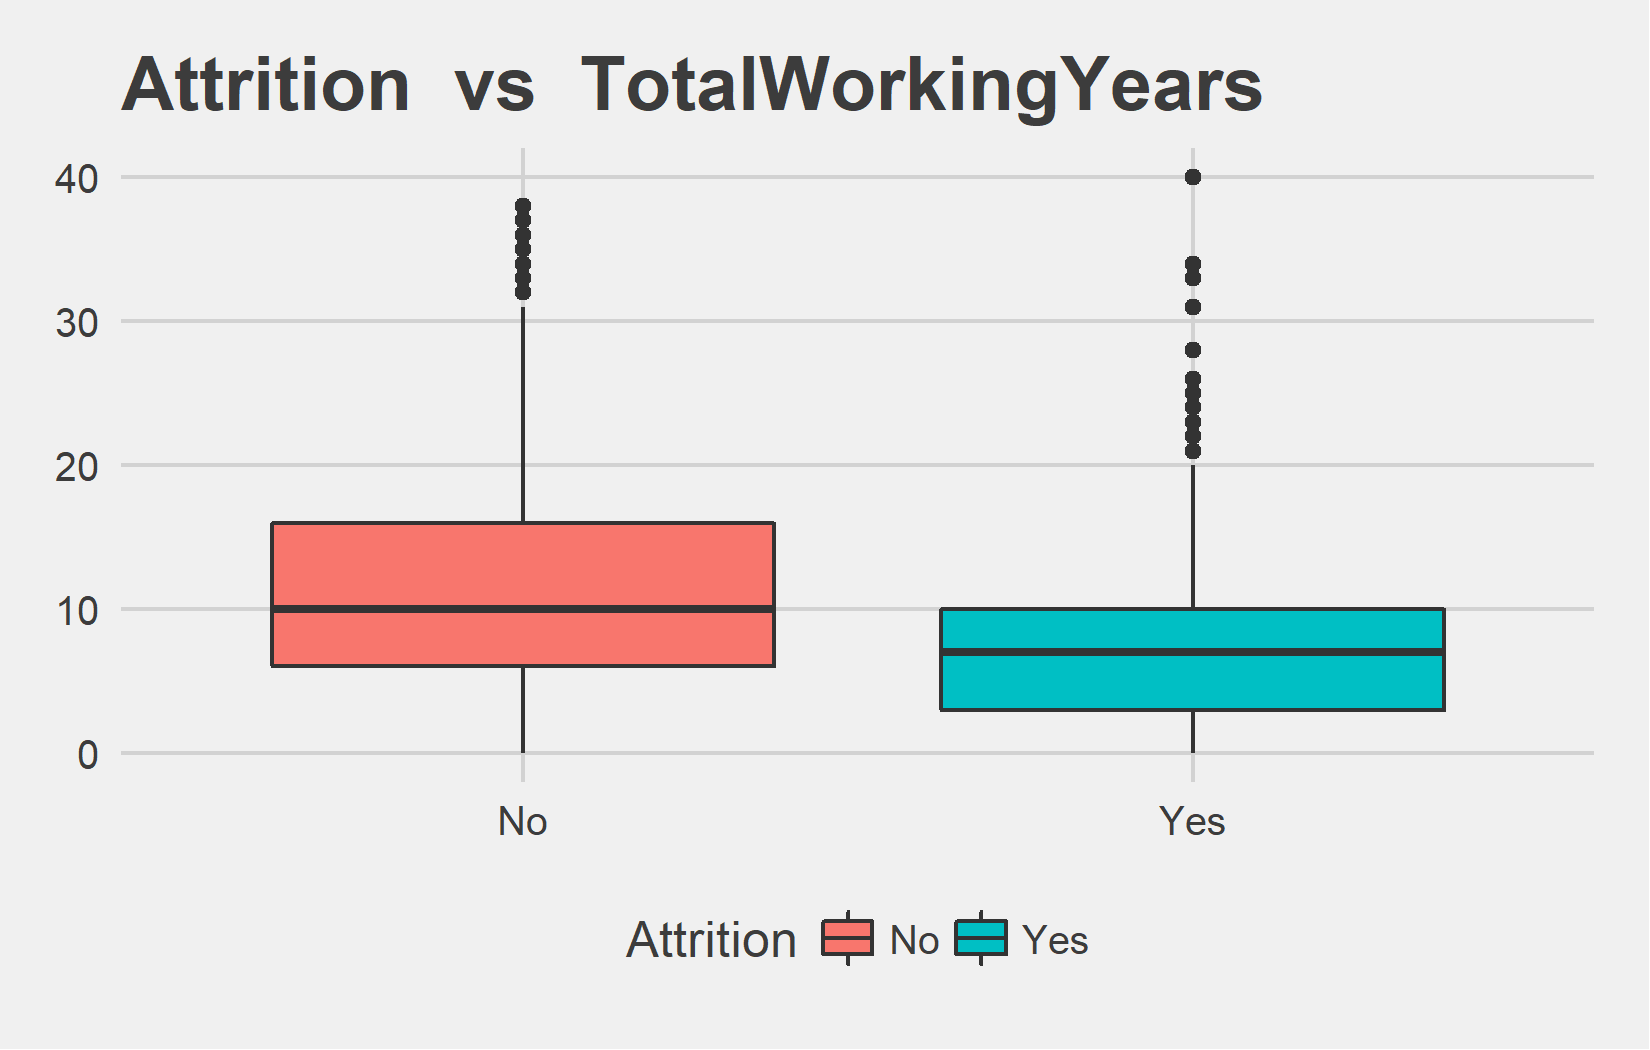 Attrition vs TotalWorkingYears
40
30
20
10
0
No Yes
Attrition No Yes